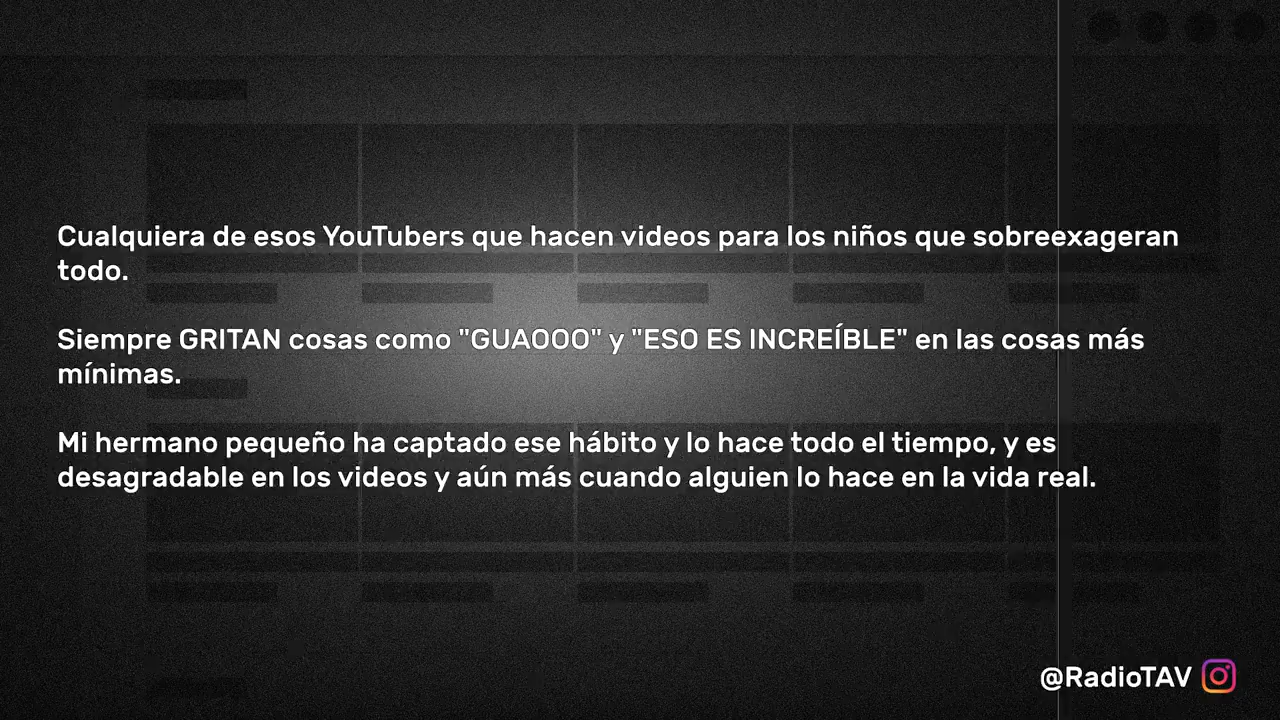 Cualquiera de esos YouTubers que hacen videos para los niños que sobreexageran
todo.
Siempre GRITAN cosas como "GUAOOO" y "ESO ES INCREÍBLE" en las cosas más
mínimas.
Mi hermano pequeño ha captado ese hábito y lo hace todo el tiempo, y es
desagradable en los videos y aún más cuando alguien lo hace en la vida real.
@RadioTAV